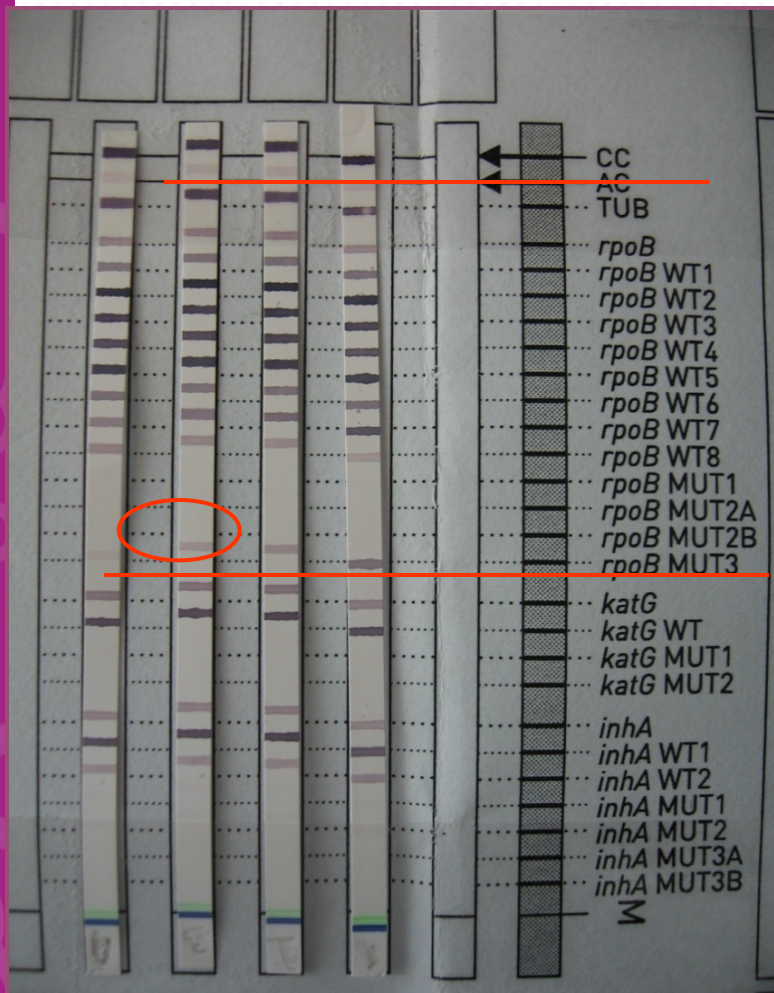 CC
AC
TUB
rpoB
rpoB WT1
rpoB WT2
rpoB WT3
rpoB WT4
rpoB WT5
rpoB WT6
rpoB WT7
rpoB WT8
rpoB MUT1
rpoB MUT2A
rpoB MUT2B
rpoB MUT3
katG
katG WT
katG MUT1
katG MUT2
inhA
inhA WT1
inhA WT2
inhA MUT1
inhA MUT2
inhA MUT3A
inhA MUT3B
M